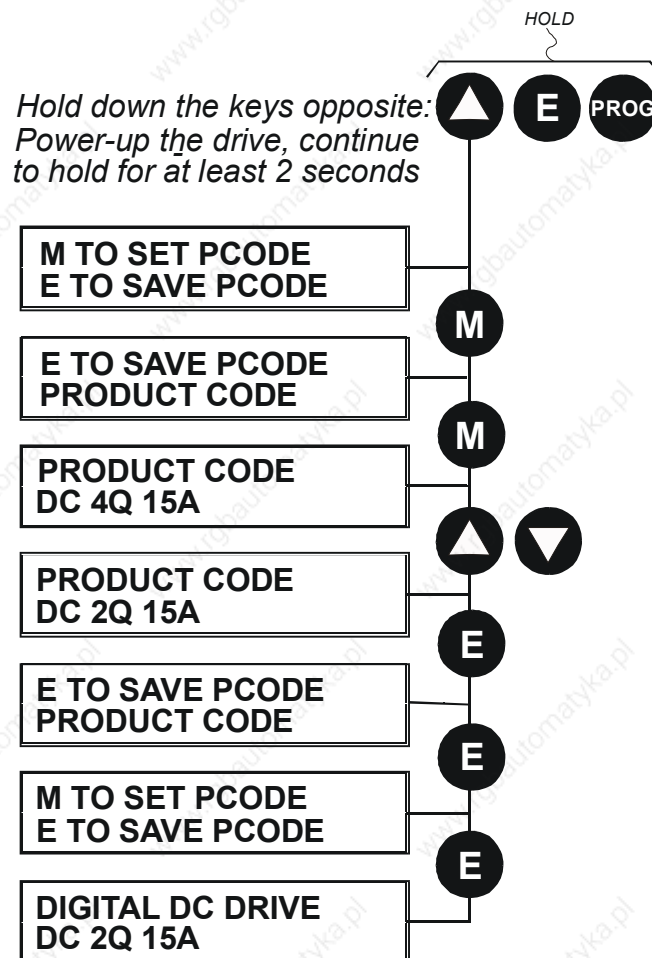 HOLD
Hold down the keys opposite:
Power-up the drive, continue
to hold for at least 2 seconds
E PROG
M TO SET PCODE
E TO SAVE PCODE
M
E TO SAVE PCODE
PRODUCT CODE
M
PRODUCT CODE
DC 4Q 15A
PRODUCT CODE
DC 2Q 15A
E
E TO SAVE PCODE
PRODUCT CODE
E
M TO SET PCODE
E TO SAVE PCODE
E
DIGITAL DC DRIVE
DC 2Q 15A
www.rgbautomatyka.pl